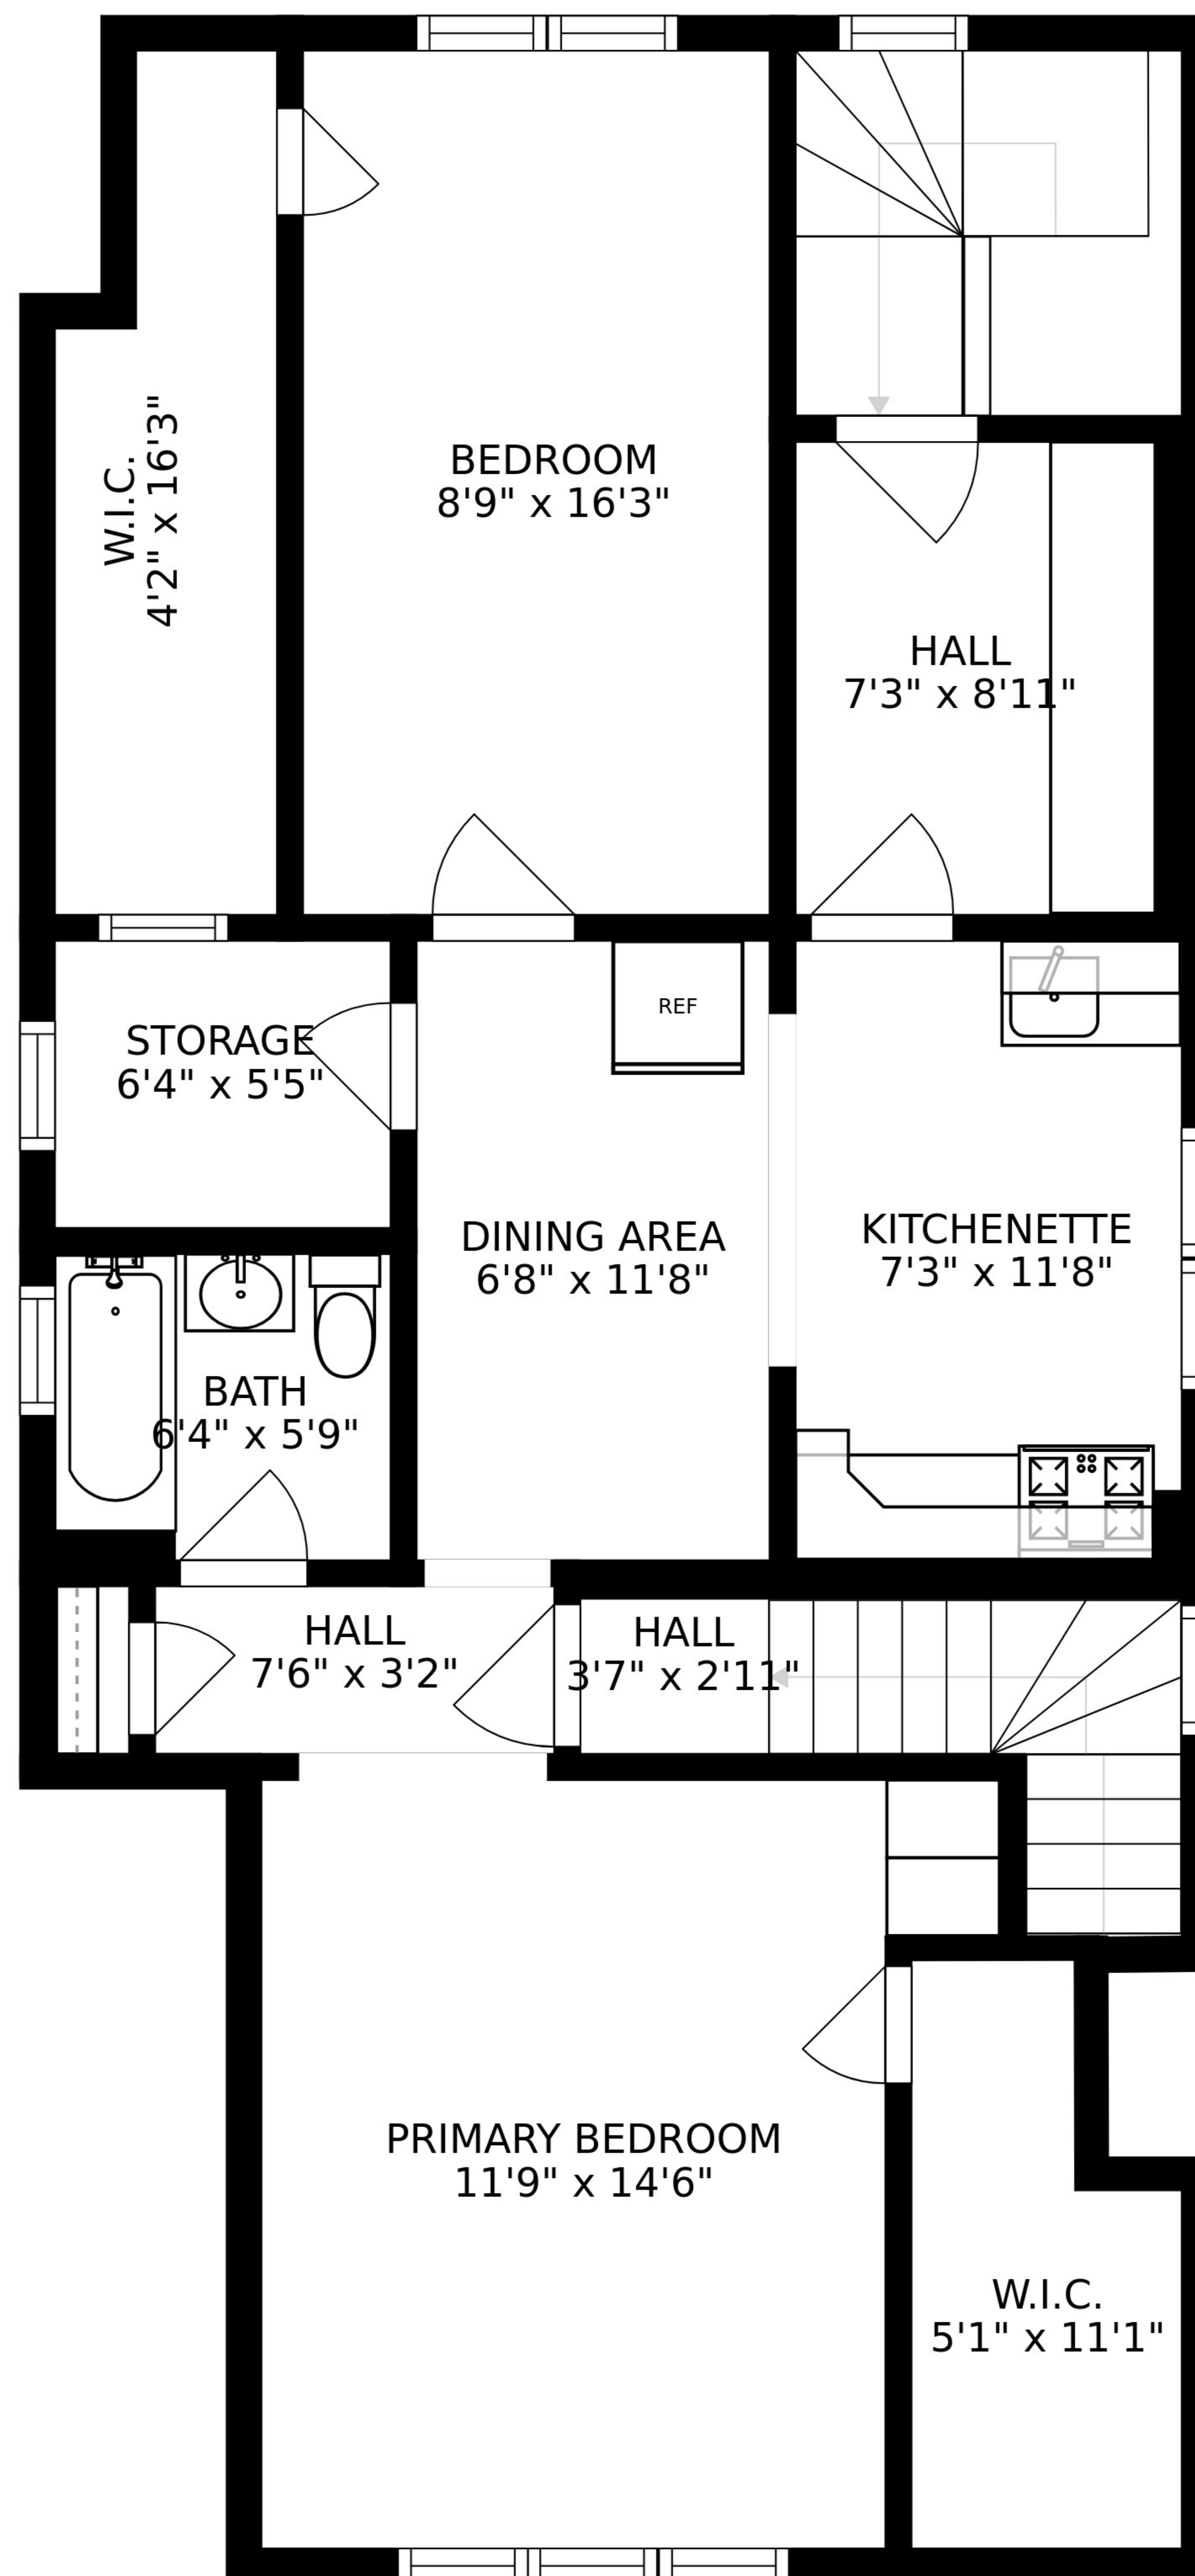 BEDROOM
8'9" x 16'3"
W.I.C.
4'2" x 16'3"
HALL
7'3" x 8'11"
REF
STORAGE
6'4" x 5'5"
DINING AREA
6'8" x 11'8"
KITCHENETTE
7'3" x 11'8"
BATH
6'4" x 5'9"
HALL
7'6" x 3'2"
HALL
3'7" x 2'11"
PRIMARY BEDROOM
11'9" x 14'6"
W.I.C.
5'1" x 11'1"